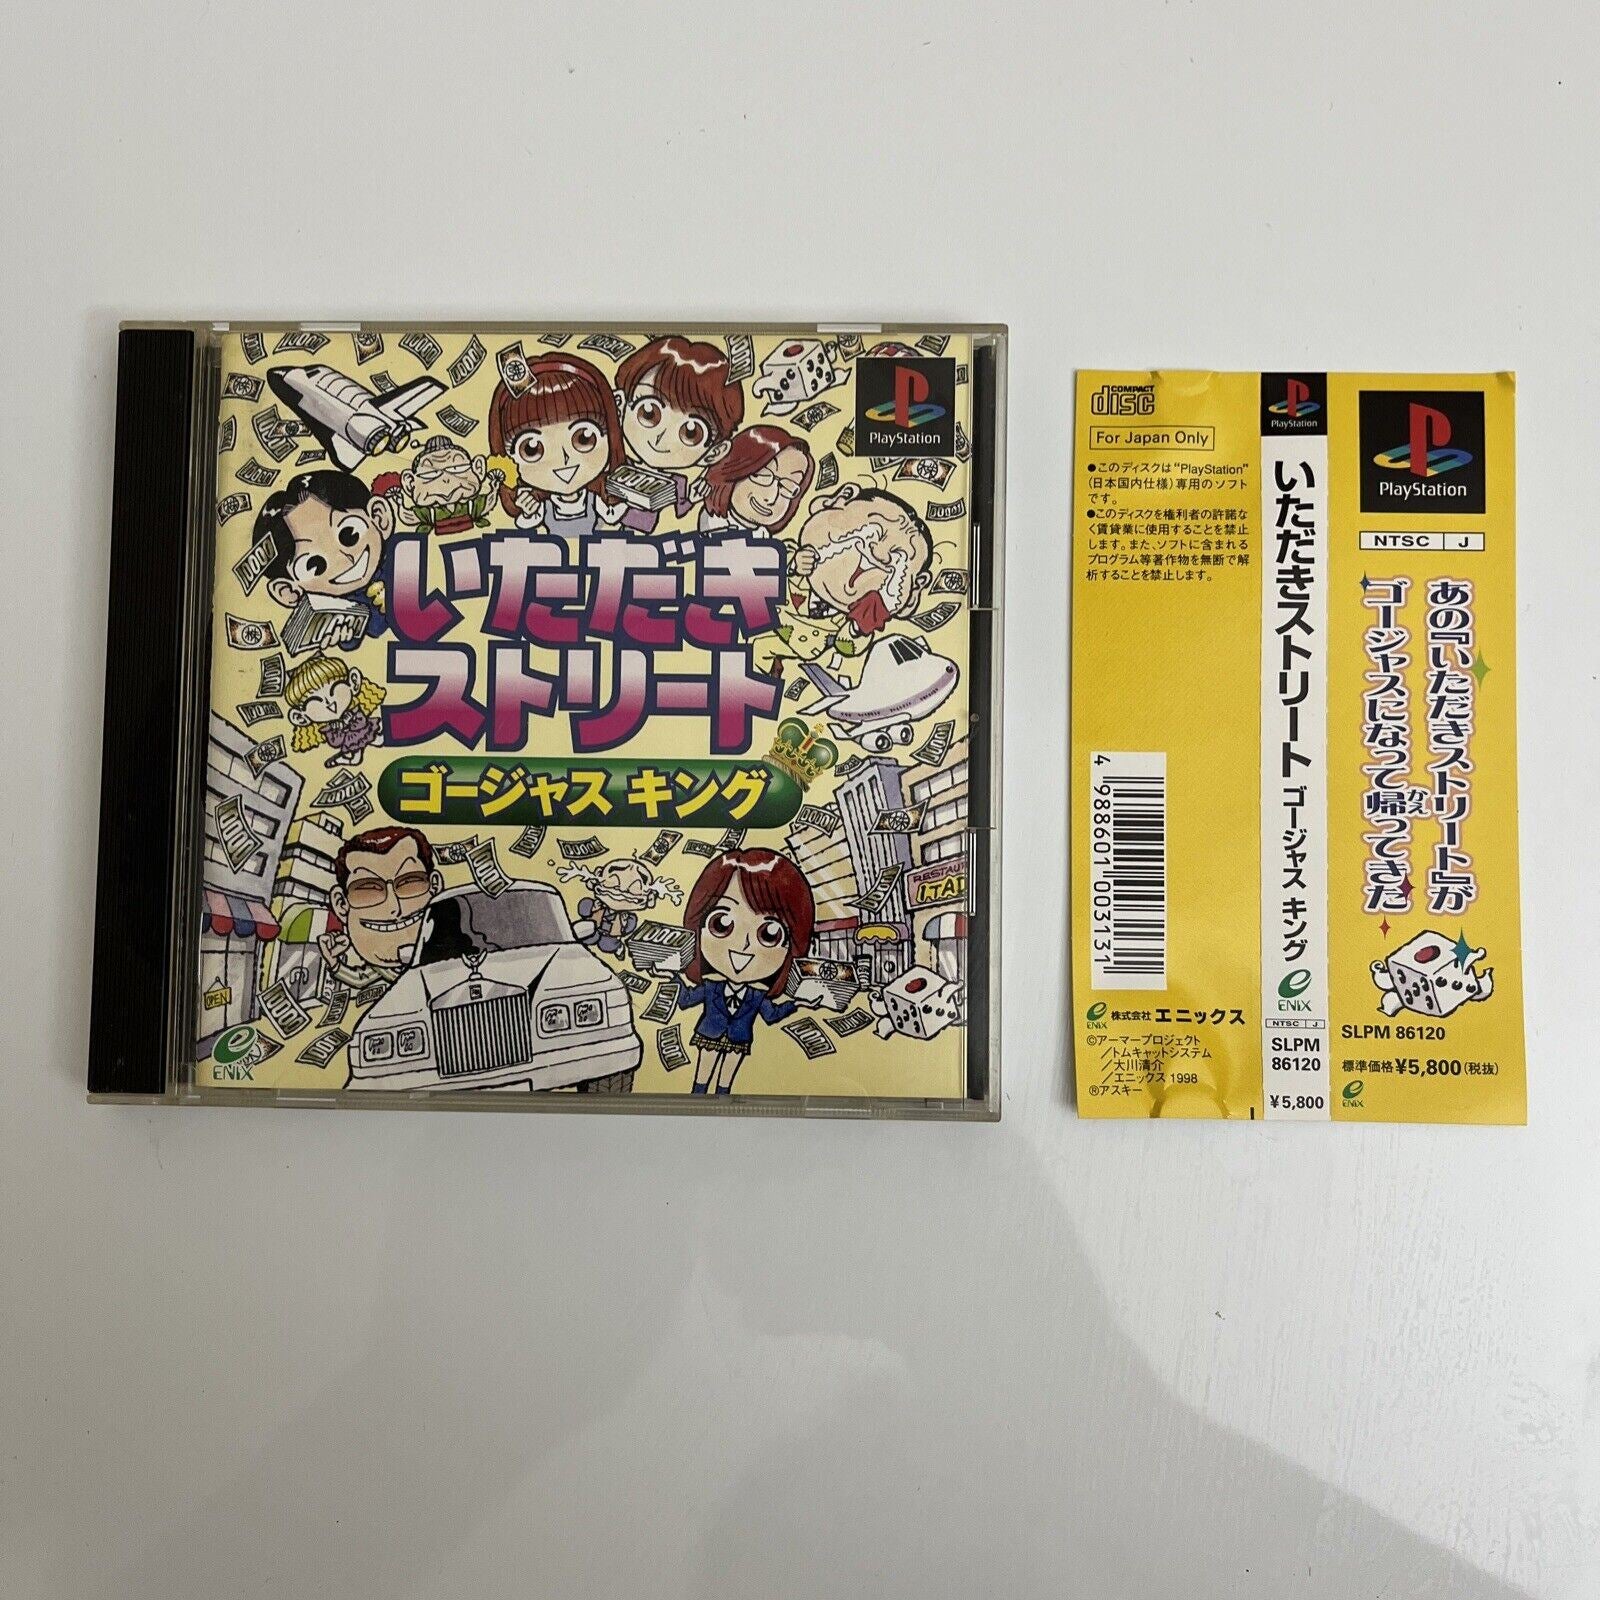 PlayStation
いただき
ストリート
ゴージャス キング
RESTAU
I.TAD
OPEN
ENIX
COMPACT
disc
For Japan Only
●このディスクは"PlayStation"
(日本国内仕様)専用のソフト
です。
●このディスクを権利者の許諾な
く賃貸業に使用することを禁止
します。また、ソフトに含まれる
プログラム等著作物を無断で解
析することを禁止します。
4 988601 003131
ENIX 株式会社 エニックス
©アーマープロジェクト
/トムキャットシステム
/大川清介
/エニックス 1998
®アスキー
PlayStation
いただきストリート ゴージャス キング
ENIX
NTSC J
SLPM
86120
¥5,800
PlayStation
NTSC J
あの『いただきストリート』が
ゴージャスになって帰ってきた
かえ
SLPM 86120
標準価格¥5,800(税抜)
ENIX